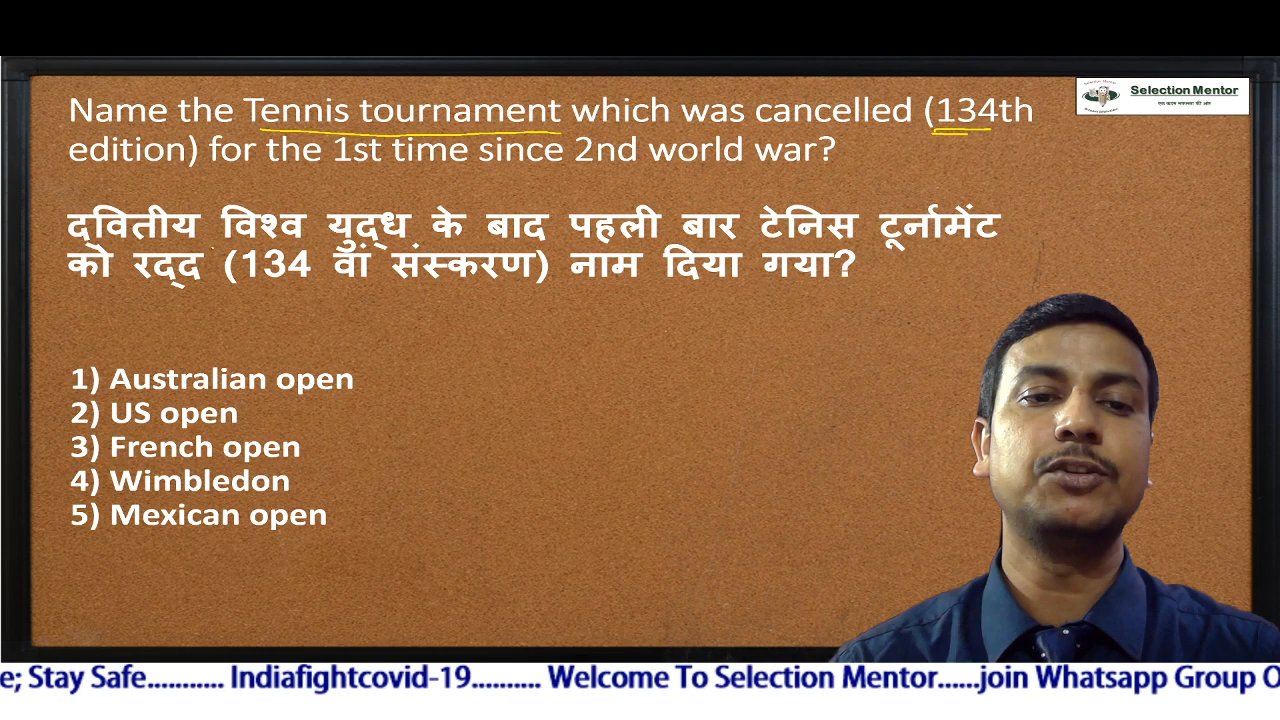 Selection Mentor
Name the Tennis tournament which was cancelled (134th
edition) for the 1st time since 2nd world war?
द्वितीय विश्व युद्ध के बाद पहली बार टेनिस टूर्नामेंट
को रद्द (134 वां संस्करण) नाम दिया गया?
1) Australian open
2) US open
3) French open
4) Wimbledon
5) Mexican open
e; Stay Safe........... Indiafightcovid-19.......... Welcome To Selection Mentor......join Whatsapp Group O